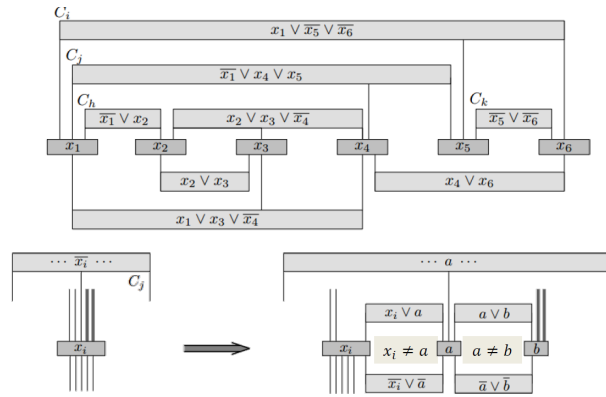 C_i
x_1 ∨ \overline{x_5} ∨ \overline{x_6}
C_j
\overline{x_1} ∨ x_4 ∨ x_5
C_h
C_k
\overline{x_1} ∨ x_2
x_2 ∨ x_3 ∨ \overline{x_4}
\overline{x_5} ∨ \overline{x_6}
x_1 x_2 x_3 x_4 x_5 x_6
x_2 ∨ x_3
x_4 ∨ x_6
x_1 ∨ x_3 ∨ \overline{x_4}
⋯ \overline{x_i} ⋯
C_j
x_i
⋯ a ⋯
x_i ∨ a
a ∨ b
x_i
x_i ≠ a
a
a ≠ b
b
\overline{x_i} ∨ \overline{a}
\overline{a} ∨ \overline{b}